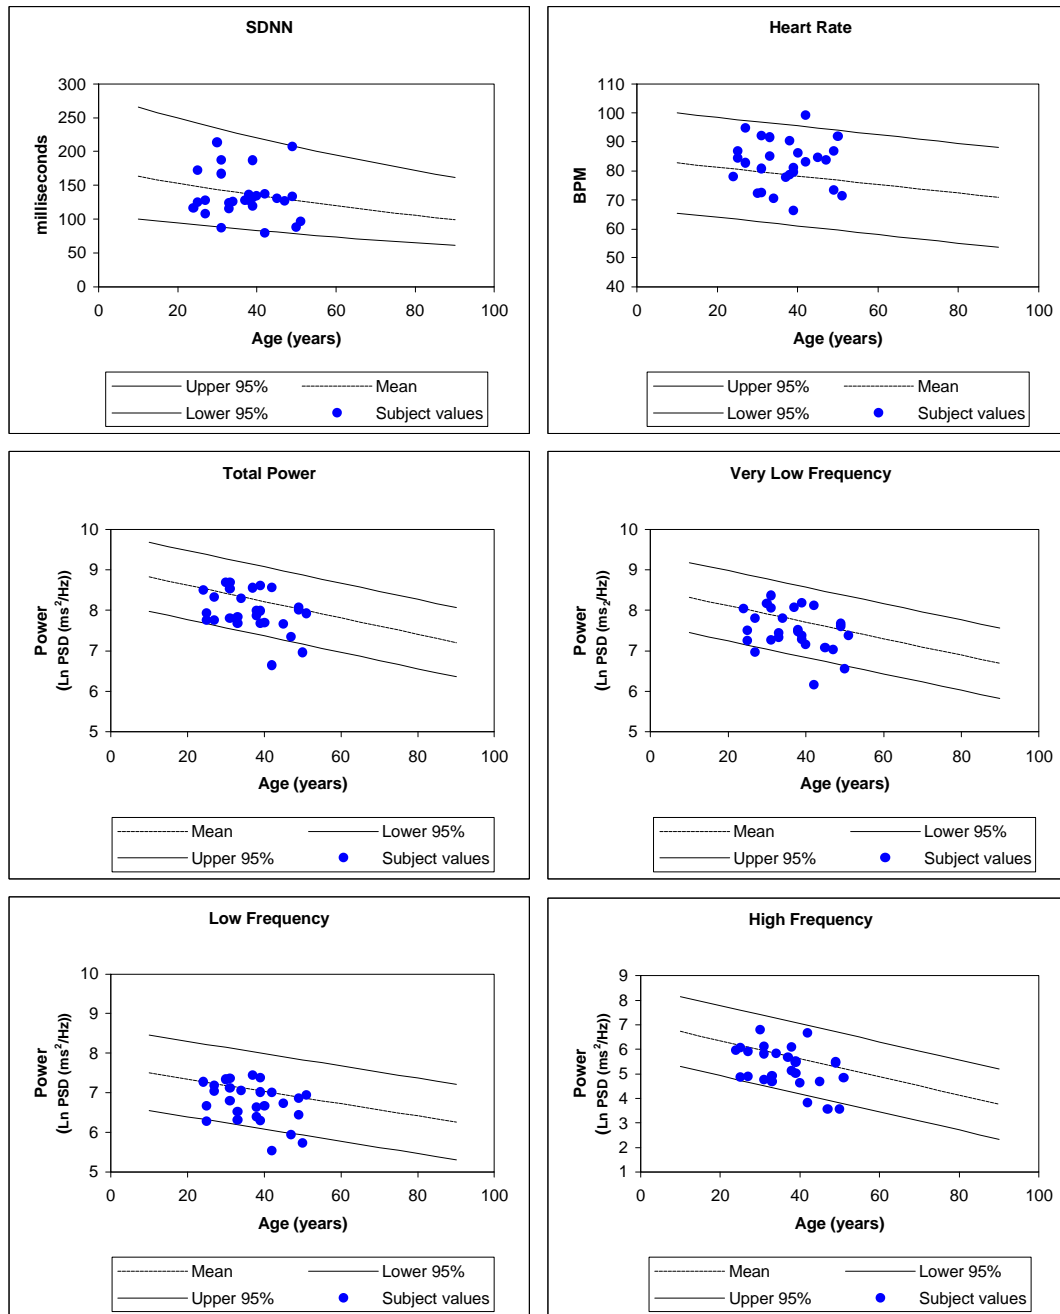 SDNN
milliseconds
300
250
200
150
100
50
0
0 20 40 60 80 100
Age (years)
Upper 95% Mean
Lower 95% Subject values
Heart Rate
BPM
110
100
90
80
70
60
50
40
0 20 40 60 80 100
Age (years)
Upper 95% Mean
Lower 95% Subject values
Total Power
Power
(Ln PSD (ms²/Hz))
10
9
8
7
6
5
0 20 40 60 80 100
Age (years)
Mean Lower 95%
Upper 95% Subject values
Very Low Frequency
Power
(Ln PSD (ms₂/Hz))
10
9
8
7
6
5
0 20 40 60 80 100
Age (years)
Mean Lower 95%
Upper 95% Subject values
Low Frequency
Power
(Ln PSD (ms²/Hz))
10
9
8
7
6
5
0 20 40 60 80 100
Age (years)
Mean Lower 95%
Upper 95% Subject values
High Frequency
Power
(Ln PSD (ms²/Hz))
9
8
7
6
5
4
3
2
1
0 20 40 60 80 100
Age (years)
Mean Lower 95%
Upper 95% Subject values